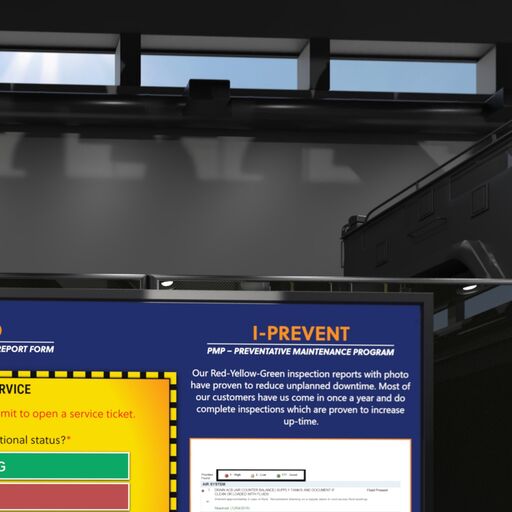 REPORT FORM
RVICE
mit to open a service ticket.
tional status?*
G
I-PREVENT
PMP – PREVENTATIVE MAINTENANCE PROGRAM
Our Red-Yellow-Green inspection reports with photo
have proven to reduce unplanned downtime. Most of
our customers have us come in once a year and do
complete inspections which are proven to increase
up-time.
AIR SYSTEM